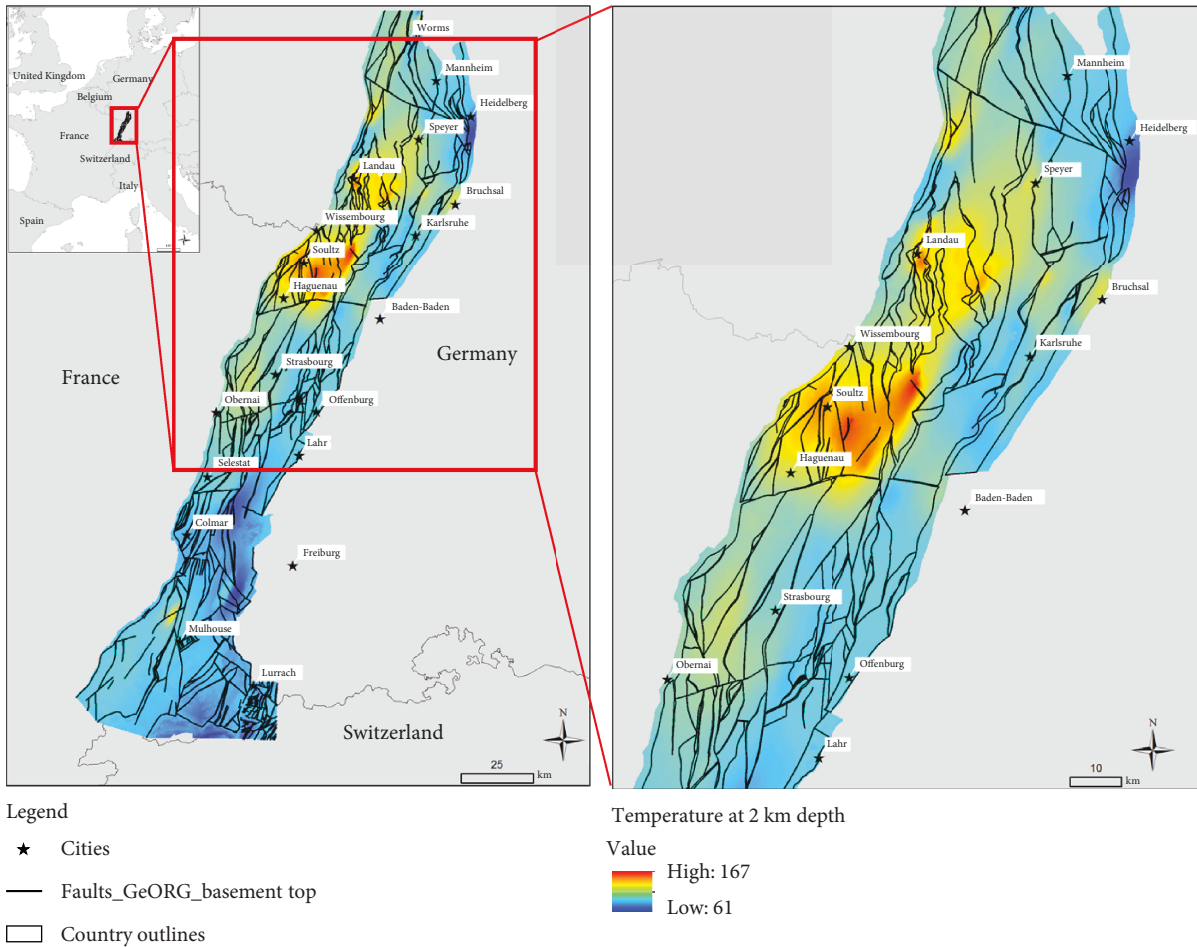 United Kingdom
Germany
Belgium
France
Switzerland
Italy
Spain
N
Worms
Mannheim
Heidelberg
Speyer
Landau
Bruchsal
Wissembourg
Karlsruhe
Soultz
Haguenau
Baden-Baden
Germany
Strasbourg
France
Obernai
Offenburg
Lahr
Selestat
Colmar
Freiburg
Mulhouse
Lurrach
Switzerland
N
25
km
Mannheim
Heidelberg
Speyer
Landau
Bruchsal
Wissembourg
Karlsruhe
Soultz
Haguenau
Baden-Baden
Strasbourg
Obernai
Offenburg
Lahr
N
10
km
Legend
Cities
Faults_GeORG_basement top
Country outlines
Temperature at 2 km depth
Value
High: 167
Low: 61